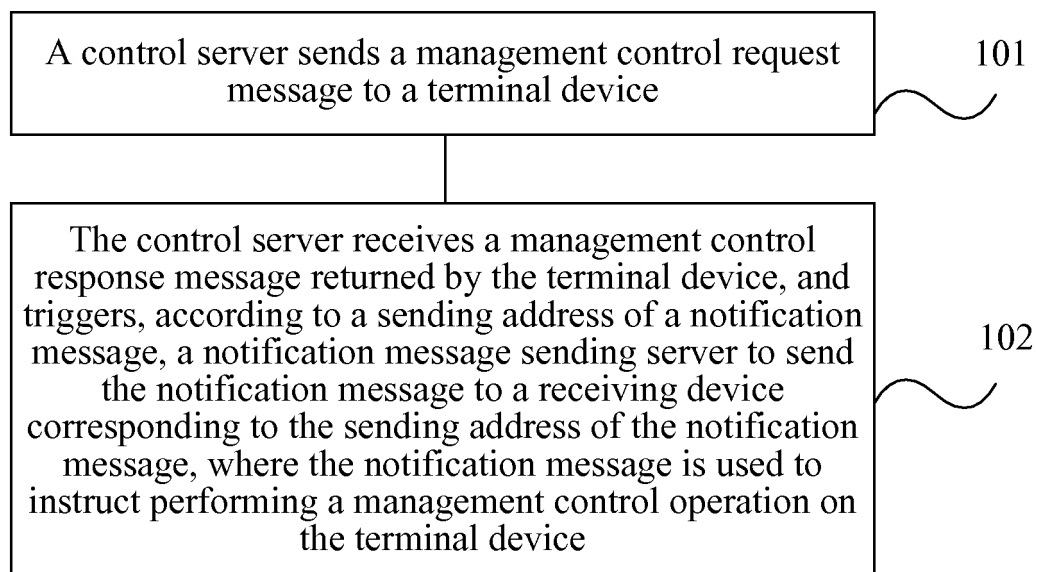 A control server sends a management control request
message to a terminal device
101
The control server receives a management control
response message returned by the terminal device, and
triggers, according to a sending address of a notification
message, a notification message sending server to send
the notification message to a receiving device
corresponding to the sending address of the notification
message, where the notification message is used to
instruct performing a management control operation on
the terminal device
102